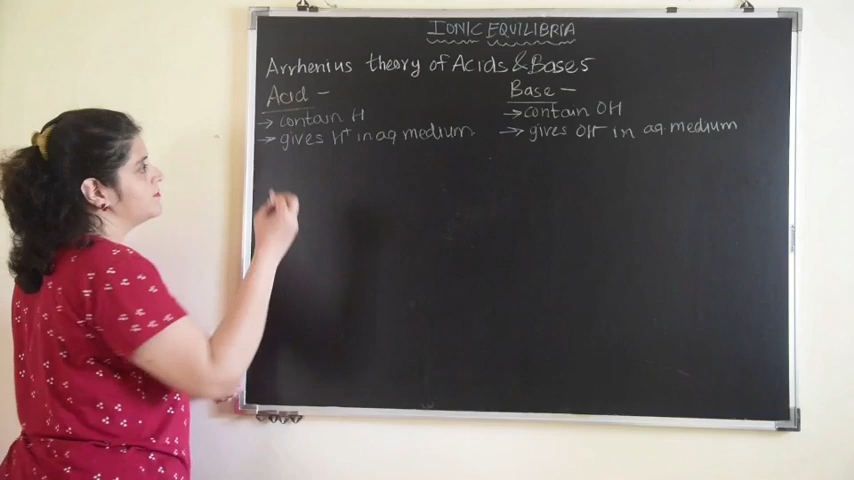 IONIC EQUILIBRIA
Arrhenius theory of Acids & Bases
Acid -
→ contain H
→ gives H⁺ in aq medium
Base -
→ contain OH
→ gives OH⁻ in aq. medium